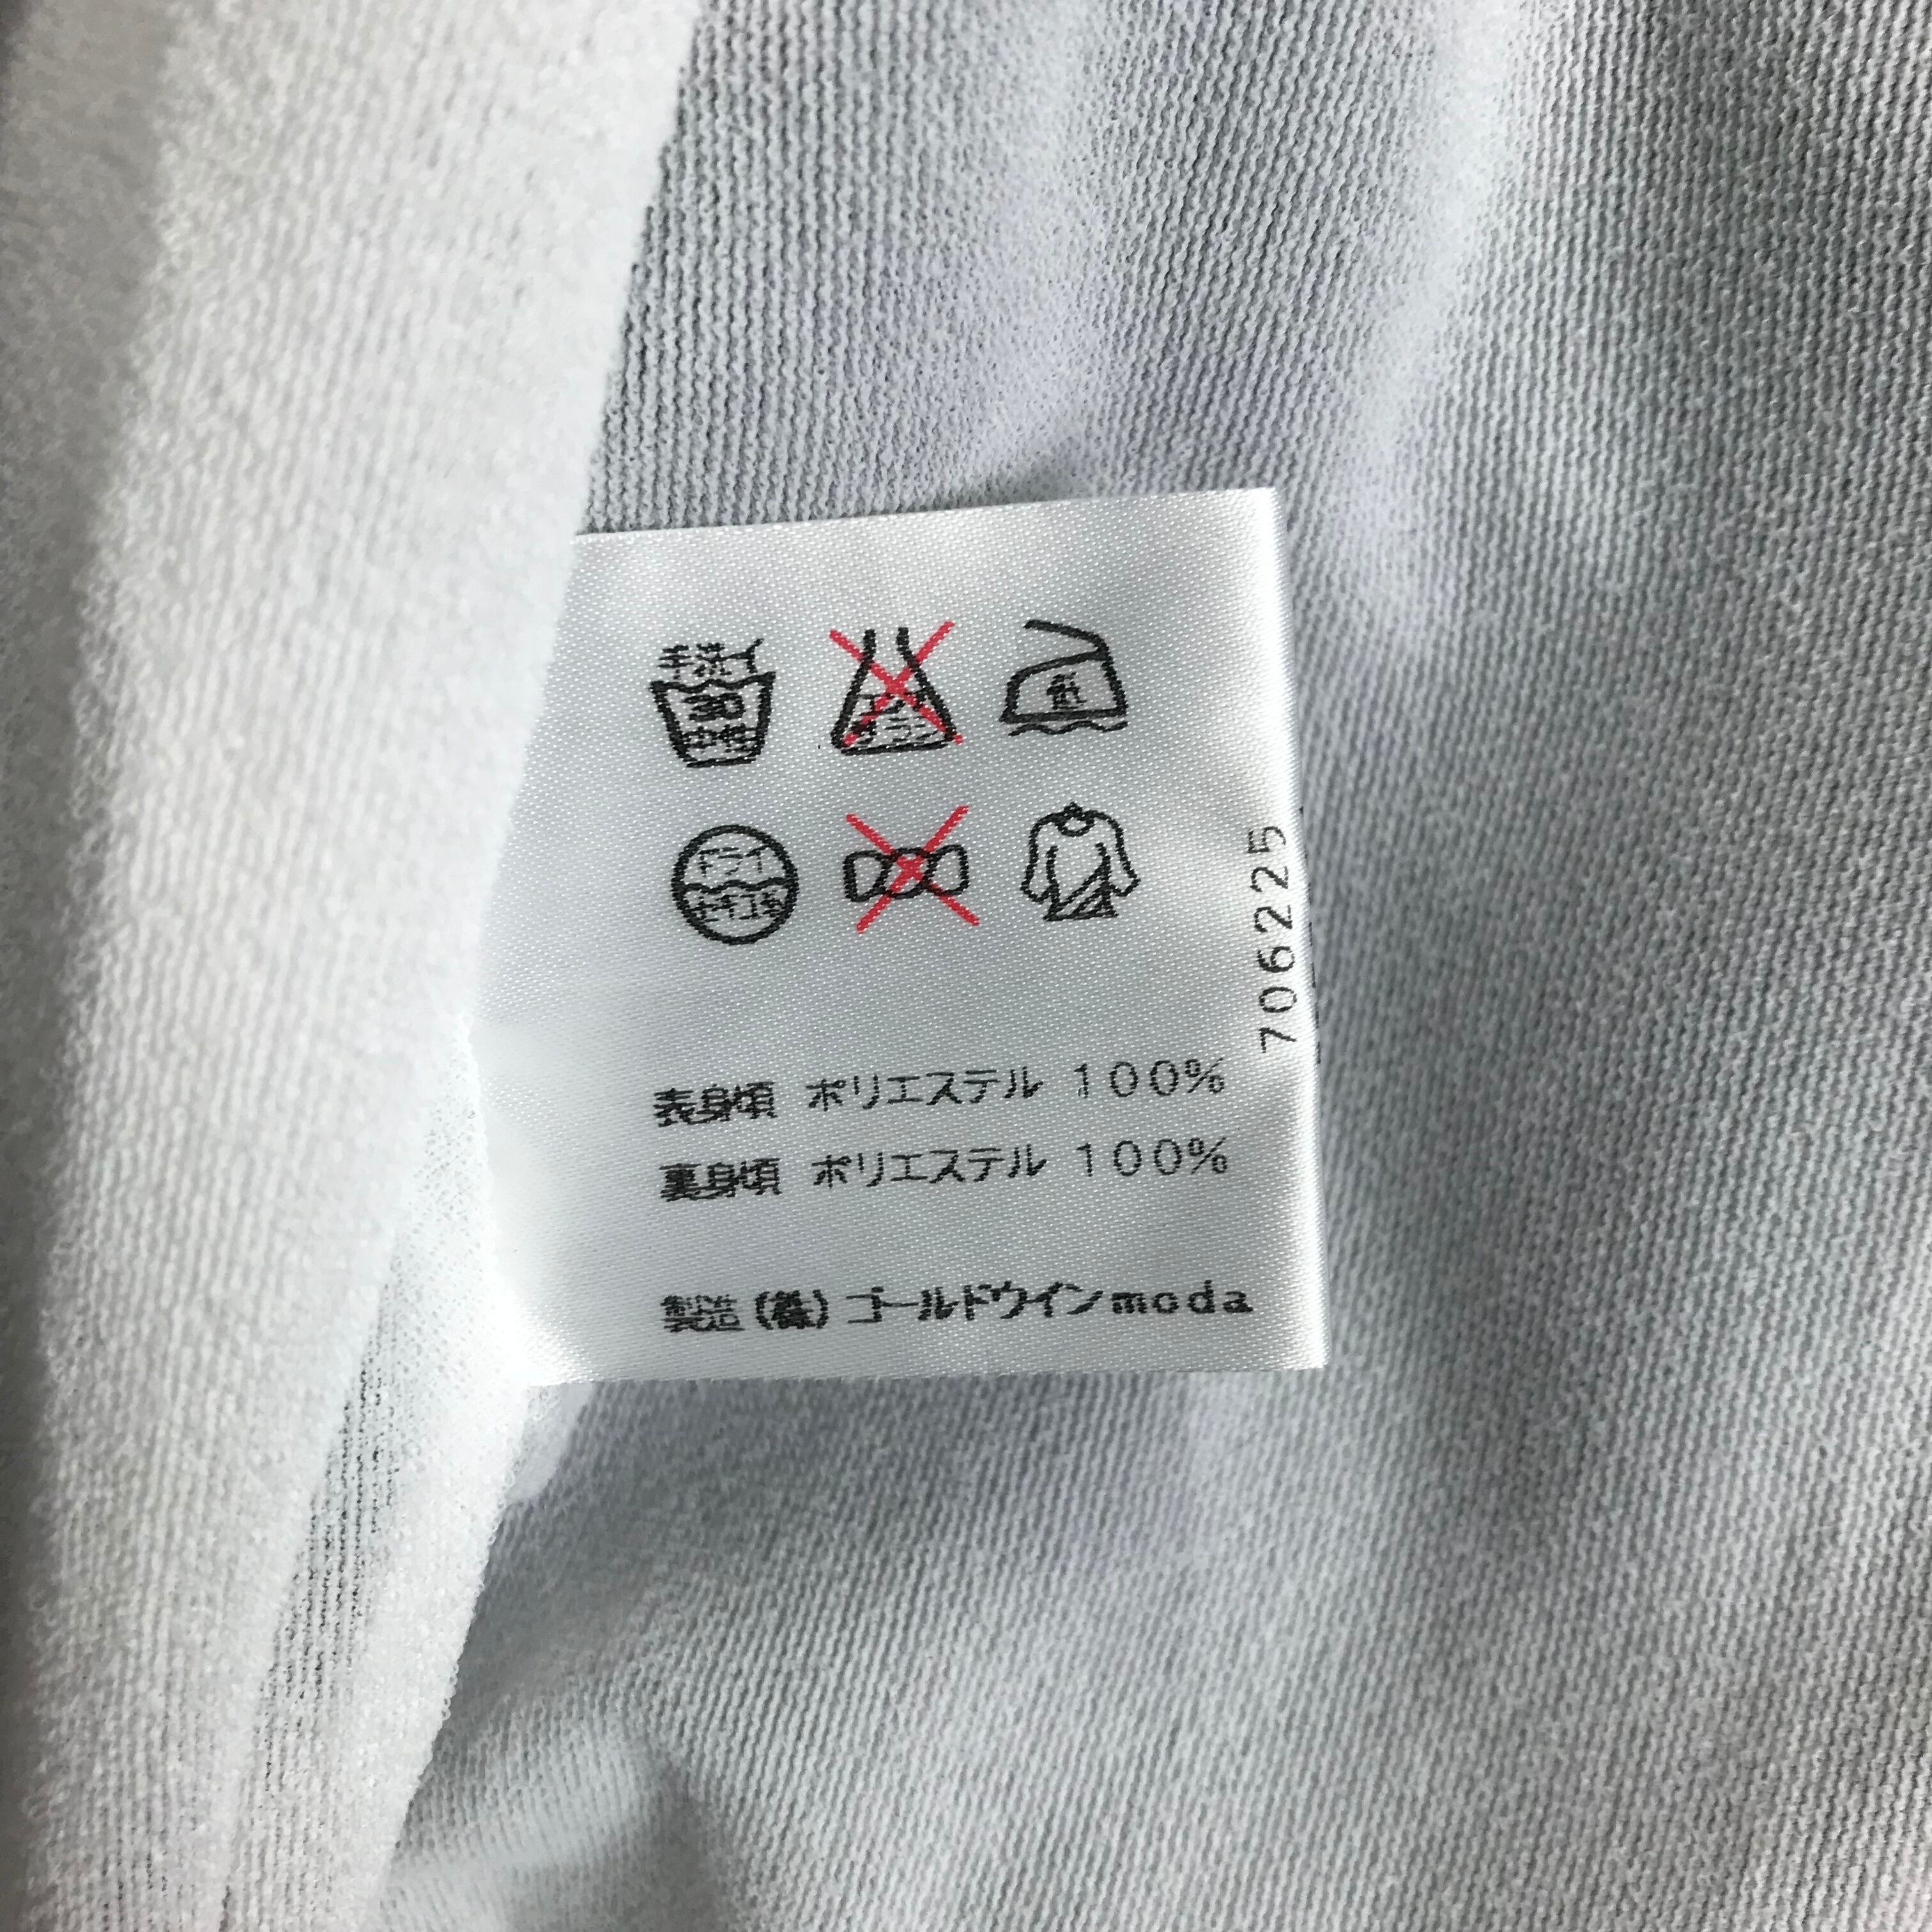 手洗イ
30
中性
エンソ
サラシ
低
ドライ
セキユ系
706225
表身頃 ポリエステル 100%
裏身頃 ポリエステル 100%
製造 (株) ゴールドウインmoda